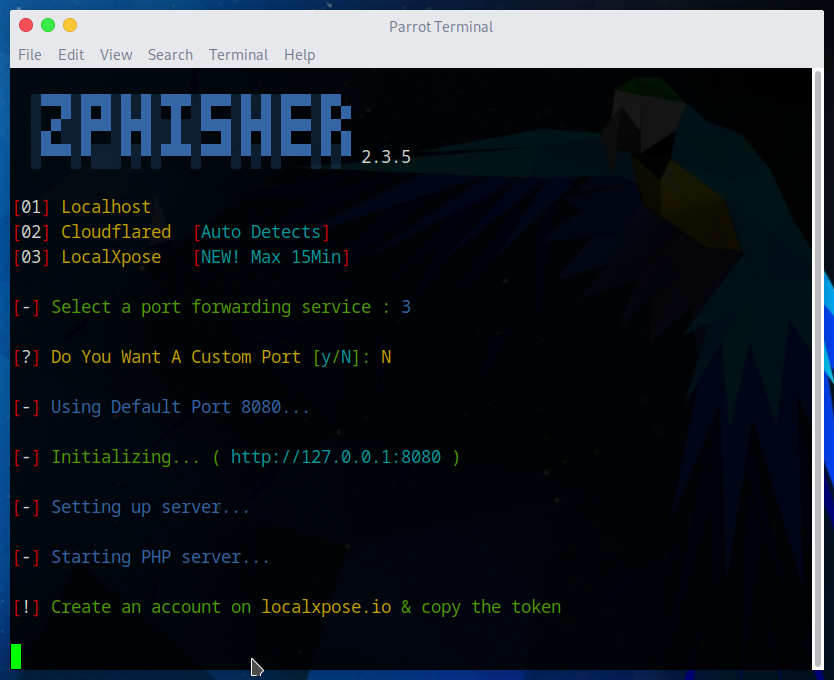 Parrot Terminal
File Edit View Search Terminal Help
ZPHISHER 2.3.5
[01] Localhost
[02] Cloudflared [Auto Detects]
[03] LocalXpose [NEW! Max 15Min]
[-] Select a port forwarding service : 3
[?] Do You Want A Custom Port [y/N]: N
[-] Using Default Port 8080...
[-] Initializing... ( http://127.0.0.1:8080 )
[-] Setting up server...
[-] Starting PHP server...
[!] Create an account on localxpose.io & copy the token